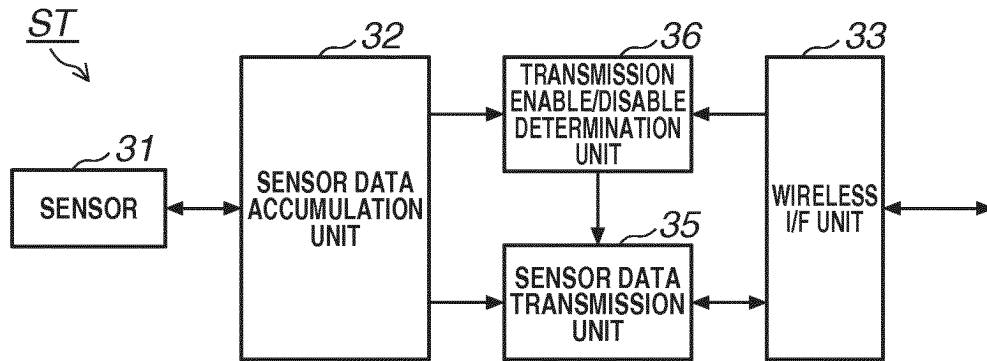 ST
32
36
33
31
TRANSMISSION
ENABLE/DISABLE
DETERMINATION
UNIT
SENSOR
SENSOR DATA
ACCUMULATION
UNIT
WIRELESS
I/F UNIT
35
SENSOR DATA
TRANSMISSION
UNIT